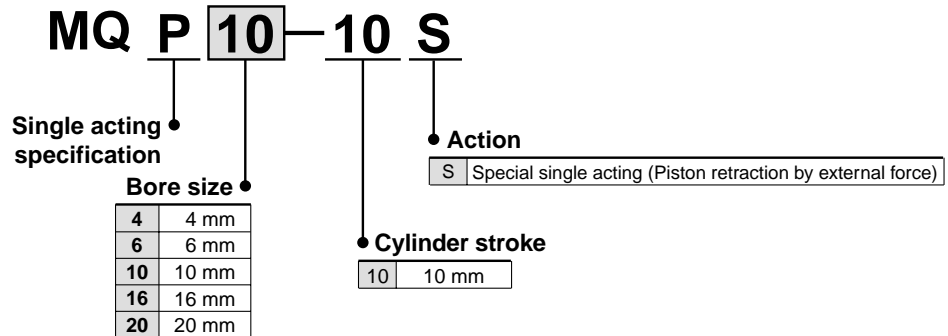 MQ P 10 — 10 S
Single acting
specification
Action
S Special single acting (Piston retraction by external force)
Bore size
4 4 mm
6 6 mm
10 10 mm
16 16 mm
20 20 mm
Cylinder stroke
10 10 mm